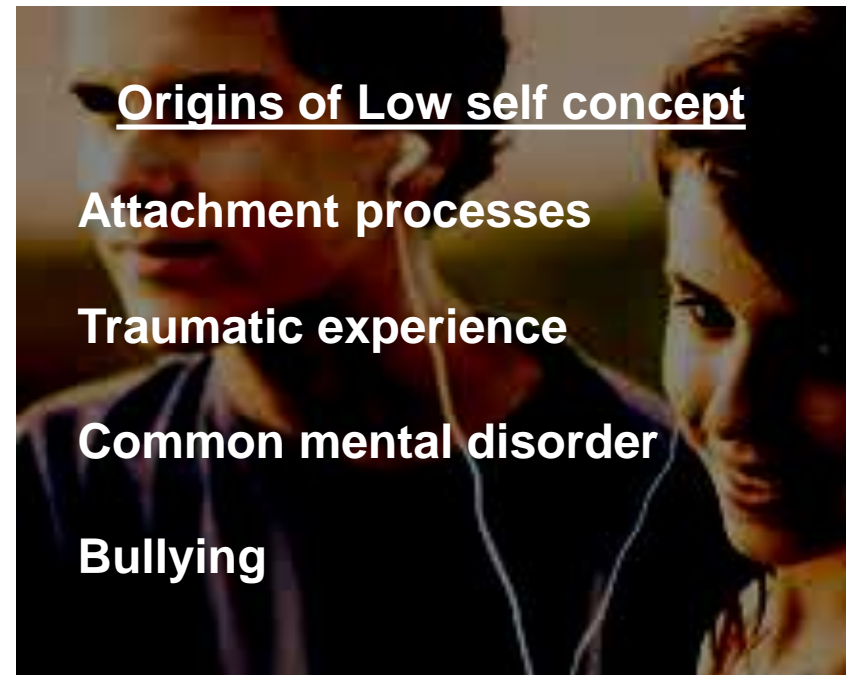 Origins of Low self concept
Attachment processes
Traumatic experience
Common mental disorder
Bullying